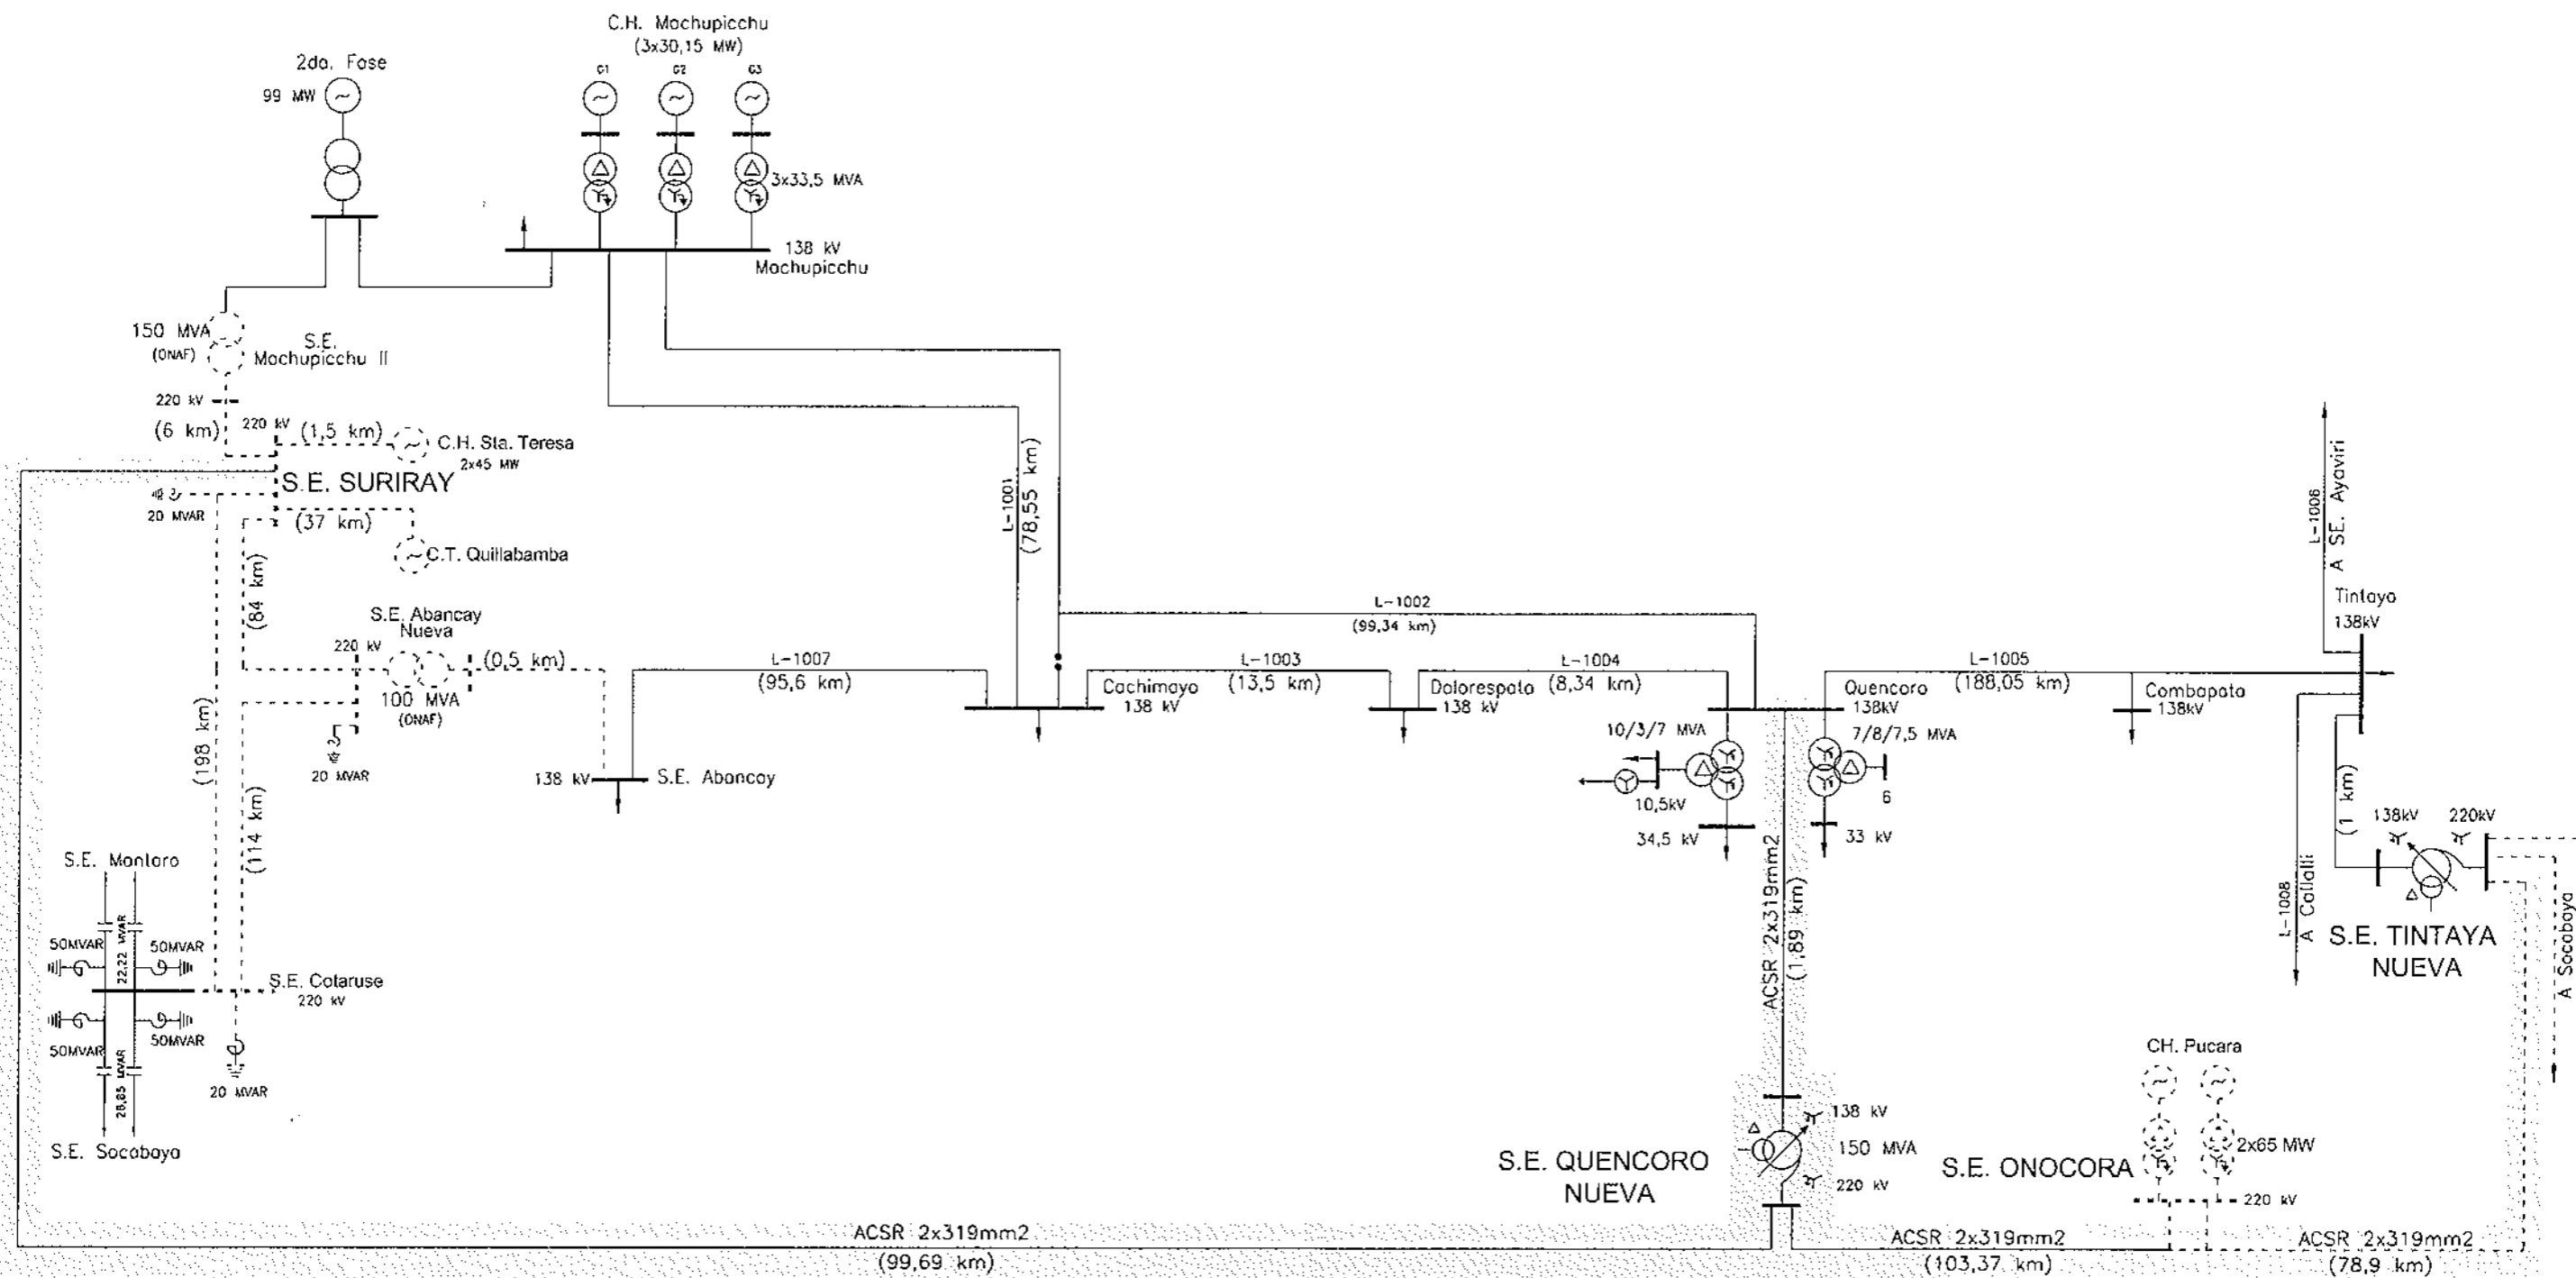 C.H. Machupicchu
(3x30,15 MW)
2da. Fase
99 MW
G1
G2
G3
3x33,5 MVA
138 kV
Machupicchu
150 MVA
(ONAF)
S.E.
Machupicchu II
220 kV
(6 km)
220 kV
(1,5 km)
C.H. Sta. Teresa
2x45 MW
S.E. SURIRAY
20 MVAR
(37 km)
C.T. Quillabamba
(84 km)
S.E. Abancay
Nueva
220 kV
(0,5 km)
100 MVA
(ONAF)
20 MVAR
(198 km)
(114 km)
138 kV
S.E. Abancay
L-1007
(95,6 km)
L-1001
(78,55 km)
L-1002
(99,34 km)
Cachimayo
138 kV
L-1003
(13,5 km)
Dolorespata
138 kV
L-1004
(8,34 km)
Quencoro
138kV
L-1005
(188,05 km)
Combapata
138kV
L-1006
A SE. Ayaviri
Tintaya
138kV
10/3/7 MVA
10,5kV
34,5 kV
7/8/7,5 MVA
6
33 kV
ACSR 2x319mm2
(1,89 km)
L-1008
A Callalli
(1 km)
138kV
220kV
S.E. TINTAYA
NUEVA
A Socabaya
S.E. Mantaro
50MVAR
22,22 MVAR
50MVAR
S.E. Cotaruse
220 kV
50MVAR
50MVAR
28,85 MVAR
20 MVAR
S.E. Socabaya
S.E. QUENCORO
NUEVA
138 kV
150 MVA
220 kV
CH. Pucara
2x65 MW
S.E. ONOCORA
220 kV
ACSR 2x319mm2
(99,69 km)
ACSR 2x319mm2
(103,37 km)
ACSR 2x319mm2
(78,9 km)